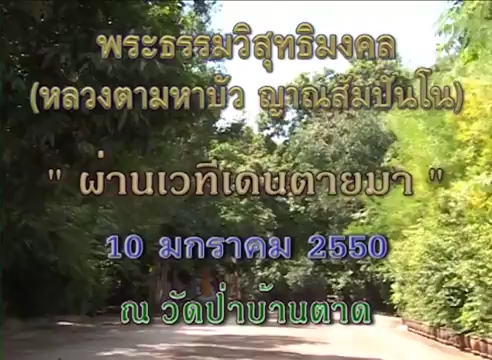 พระธรรมวิสุทธิมงคล
(หลวงตามหาบัว ญาณสัมปันโน)
" ผ่านเวทีเดนตายมา "
10 มกราคม 2550
ณ วัดป่าบ้านตาด